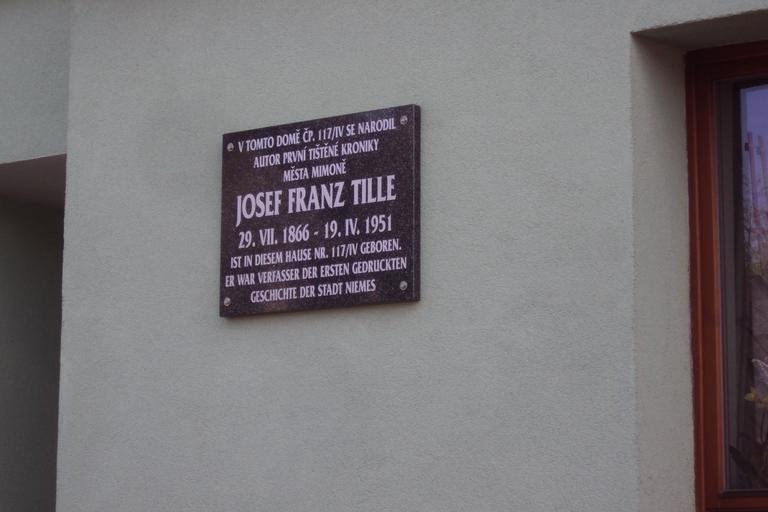 V TOMTO DOMĚ ČP. 117/IV SE NARODIL
AUTOR PRVNÍ TIŠTĚNÉ KRONIKY
MĚSTA MIMONĚ
JOSEF FRANZ TILLE
29. VII. 1866 - 19. IV. 1951
IST IN DIESEM HAUSE NR. 117/IV GEBOREN.
ER WAR VERFASSER DER ERSTEN GEDRUCKTEN
GESCHICHTE DER STADT NIEMES